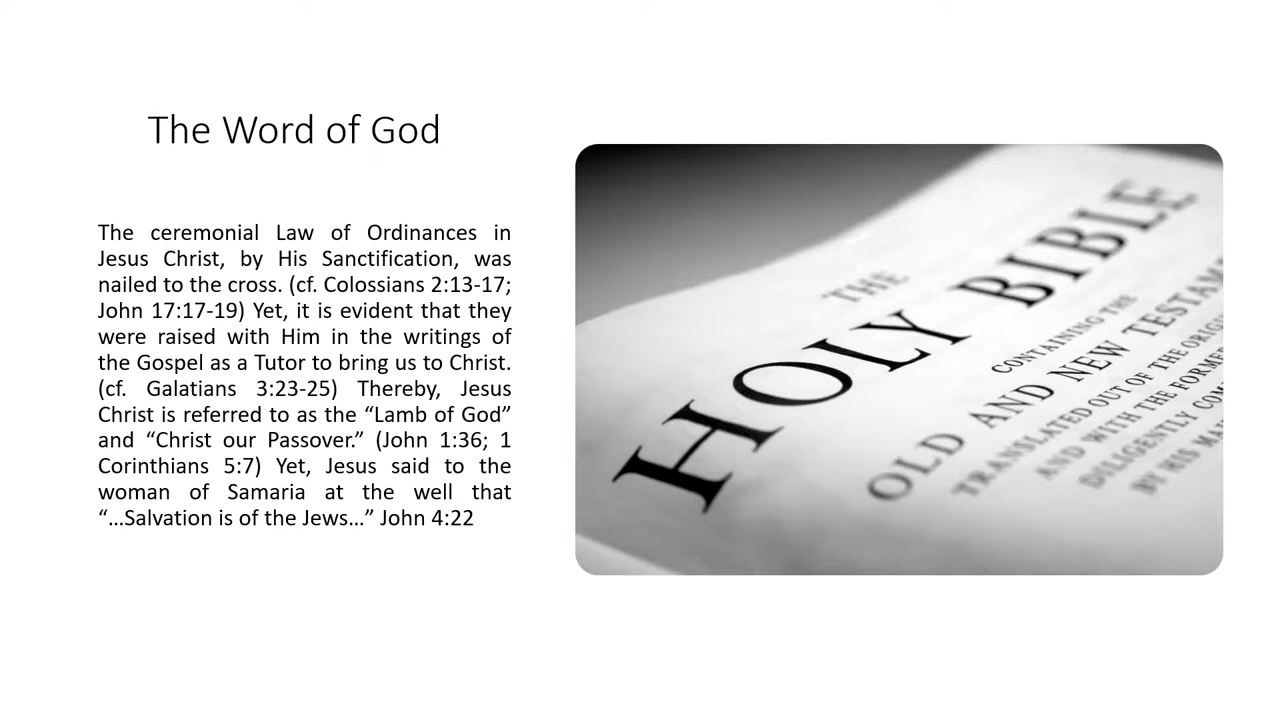 The Word of God
The ceremonial Law of Ordinances in
Jesus Christ, by His Sanctification, was
nailed to the cross. (cf. Colossians 2:13-17;
John 17:17-19) Yet, it is evident that they
were raised with Him in the writings of
the Gospel as a Tutor to bring us to Christ.
(cf. Galatians 3:23-25) Thereby, Jesus
Christ is referred to as the “Lamb of God”
and “Christ our Passover.” (John 1:36; 1
Corinthians 5:7) Yet, Jesus said to the
woman of Samaria at the well that
“...Salvation is of the Jews...” John 4:22
THE
HOLY BIBLE
CONTAINING THE
OLD AND NEW
TRANSLATED OUT OF THE
AND WITH THE FORMER
DILIGENTLY
BY HIS